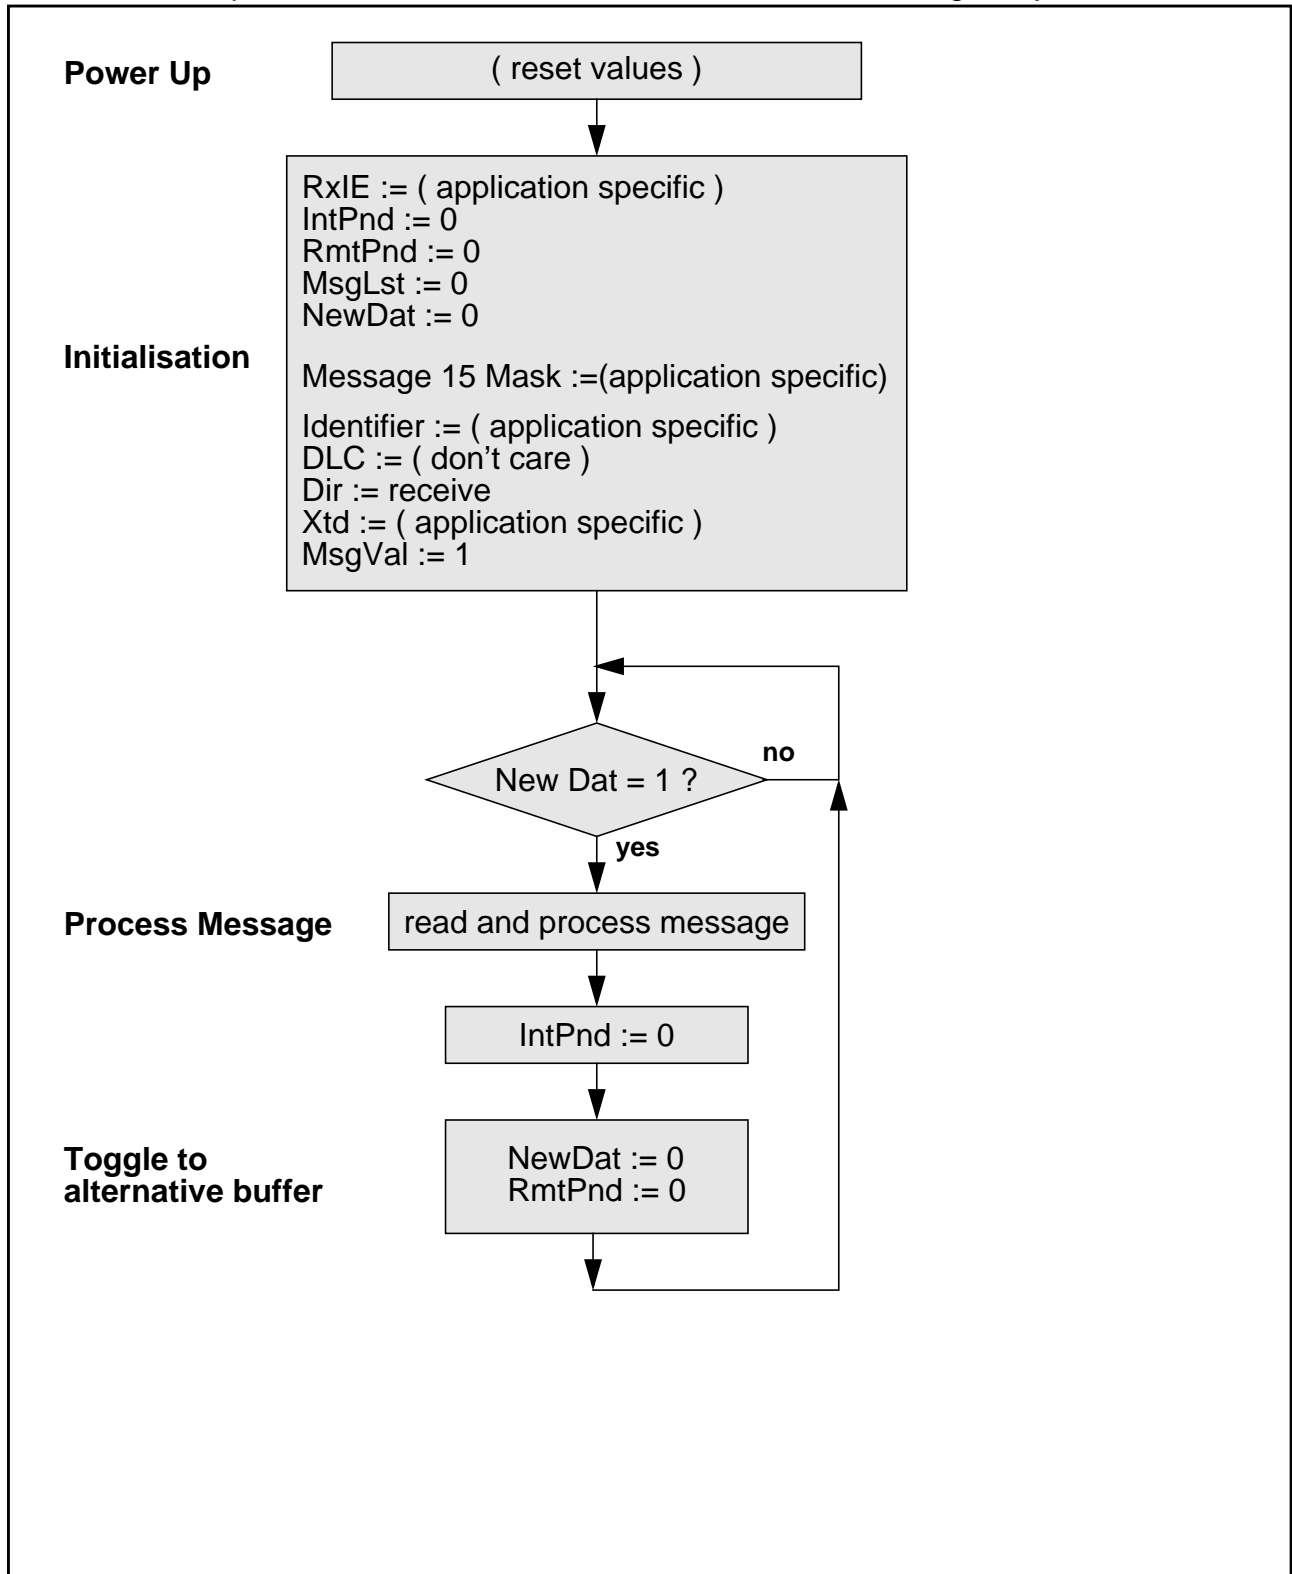 Power Up
( reset values )
RxIE := ( application specific )
IntPnd := 0
RmtPnd := 0
MsgLst := 0
NewDat := 0
Initialisation
Message 15 Mask :=(application specific)
Identifier := ( application specific )
DLC := ( don't care )
Dir := receive
Xtd := ( application specific )
MsgVal := 1
no
New Dat = 1 ?
yes
Process Message
read and process message
IntPnd := 0
Toggle to
alternative buffer
NewDat := 0
RmtPnd := 0